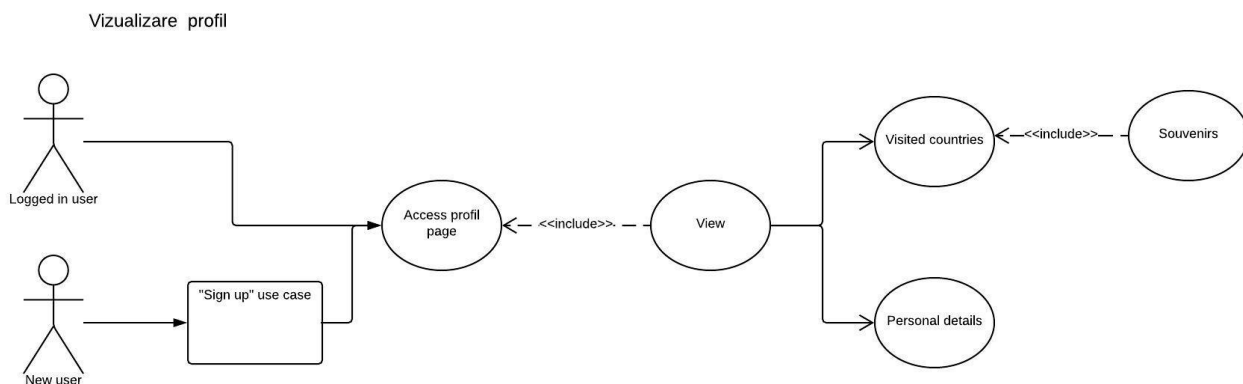 Vizualizare profil
Logged in user
New user
"Sign up" use case
Access profil
page
<<include>>
View
Visited countries
<<include>>
Souvenirs
Personal details